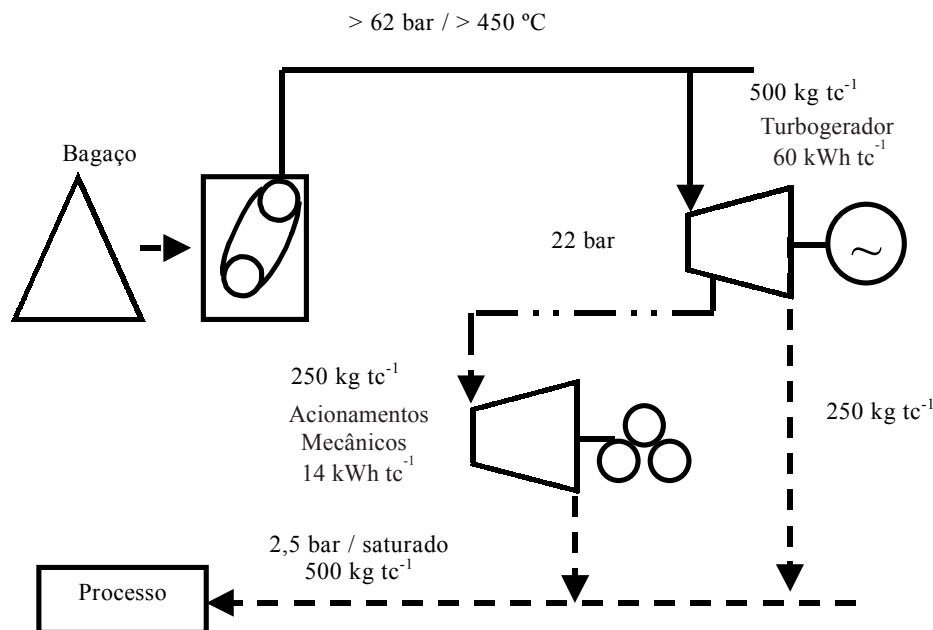 > 62 bar / > 450 ºC
500 kg tc⁻¹
Turbogerador
60 kWh tc⁻¹
Bagaço
22 bar
~
250 kg tc⁻¹
Acionamentos
Mecânicos
14 kWh tc⁻¹
250 kg tc⁻¹
2,5 bar / saturado
500 kg tc⁻¹
Processo